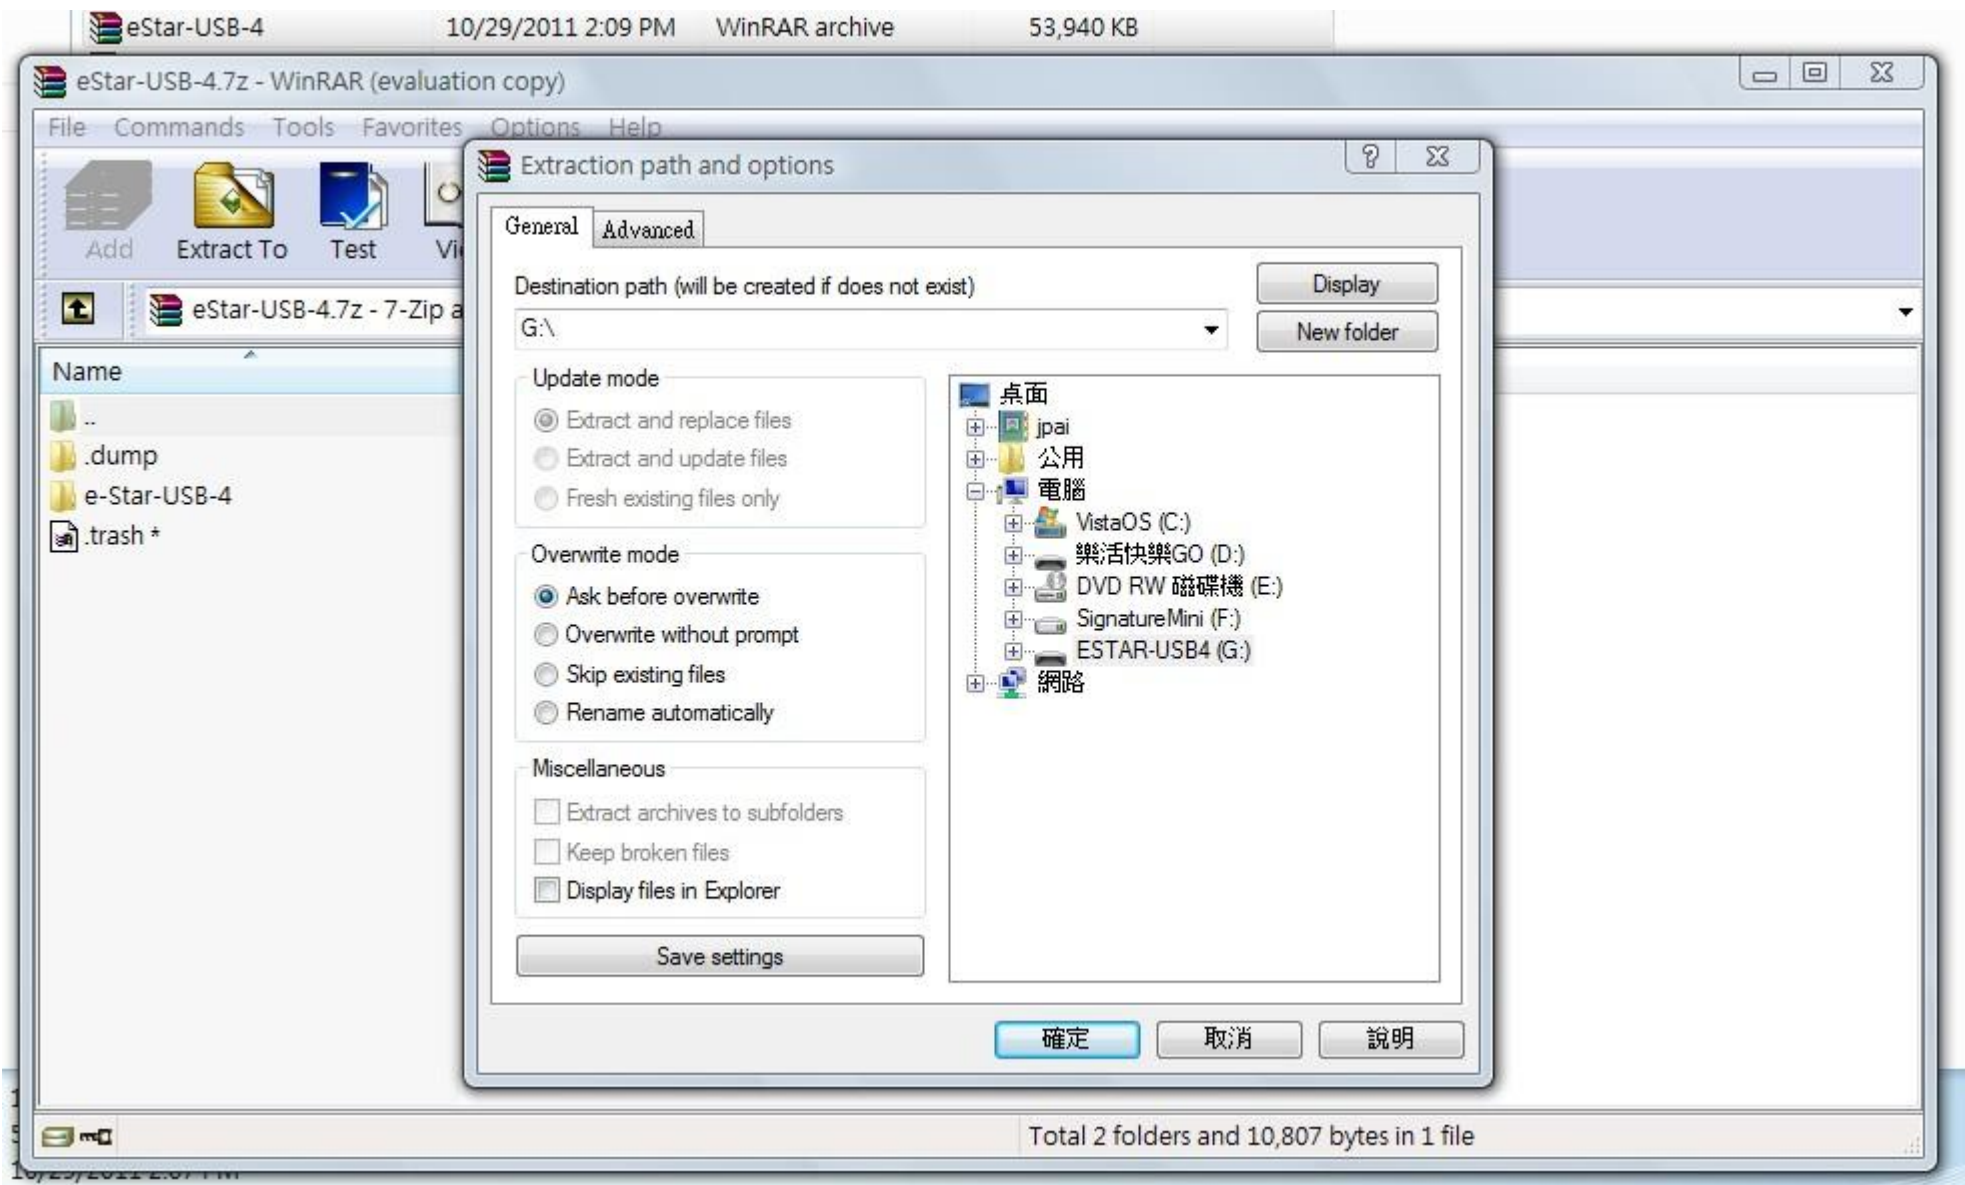 eStar-USB-4 10/29/2011 2:09 PM WinRAR archive 53,940 KB
eStar-USB-4.7z - WinRAR (evaluation copy)
File Commands Tools Favorites Options Help
Extraction path and options
Add Extract To Test
General Advanced
Destination path (will be created if does not exist)
Display
G:\
New folder
eStar-USB-4.7z - 7-Zip a
Name
..
.dump
e-Star-USB-4
.trash *
Update mode
Extract and replace files
Extract and update files
Fresh existing files only
Overwrite mode
Ask before overwrite
Overwrite without prompt
Skip existing files
Rename automatically
Miscellaneous
Extract archives to subfolders
Keep broken files
Display files in Explorer
Save settings
桌面
jpai
公用
電腦
VistaOS (C:)
樂活快樂GO (D:)
DVD RW 磁碟機 (E:)
SignatureMini (F:)
ESTAR-USB4 (G:)
網路
確定 取消 說明
Total 2 folders and 10,807 bytes in 1 file